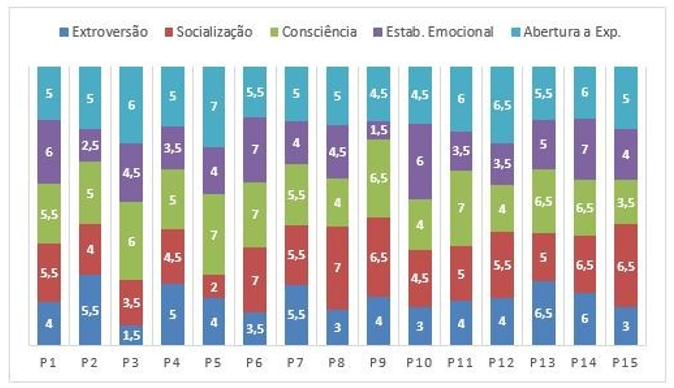 Extroversão Socialização Consciência Estab. Emocional Abertura a Exp.
5 5 6 5 7 5,5 5 5 4,5 4,5 6 6,5 5,5 6 5
6 2,5 4,5 3,5 4 7 4 4,5 1,5 6 3,5 3,5 5 7 4
5,5 5 6 5 7 7 5,5 4 6,5 4 7 4 6,5 6,5 3,5
5,5 4 3,5 4,5 2 7 5,5 7 6,5 4,5 5 5,5 5 6,5 6,5
4 5,5 1,5 5 4 3,5 5,5 3 4 3 4 4 6,5 6 3
P1 P2 P3 P4 P5 P6 P7 P8 P9 P10 P11 P12 P13 P14 P15